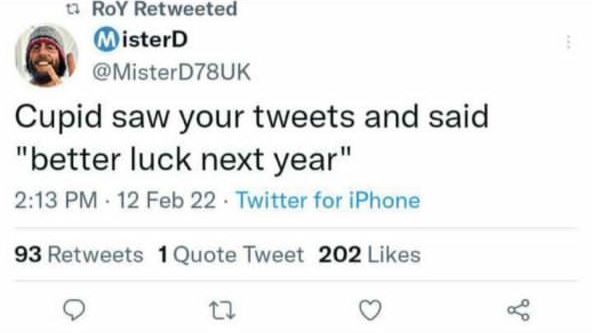 RoY Retweeted
MisterD
@MisterD78UK
Cupid saw your tweets and said
"better luck next year"
2:13 PM · 12 Feb 22 · Twitter for iPhone
93 Retweets 1 Quote Tweet 202 Likes